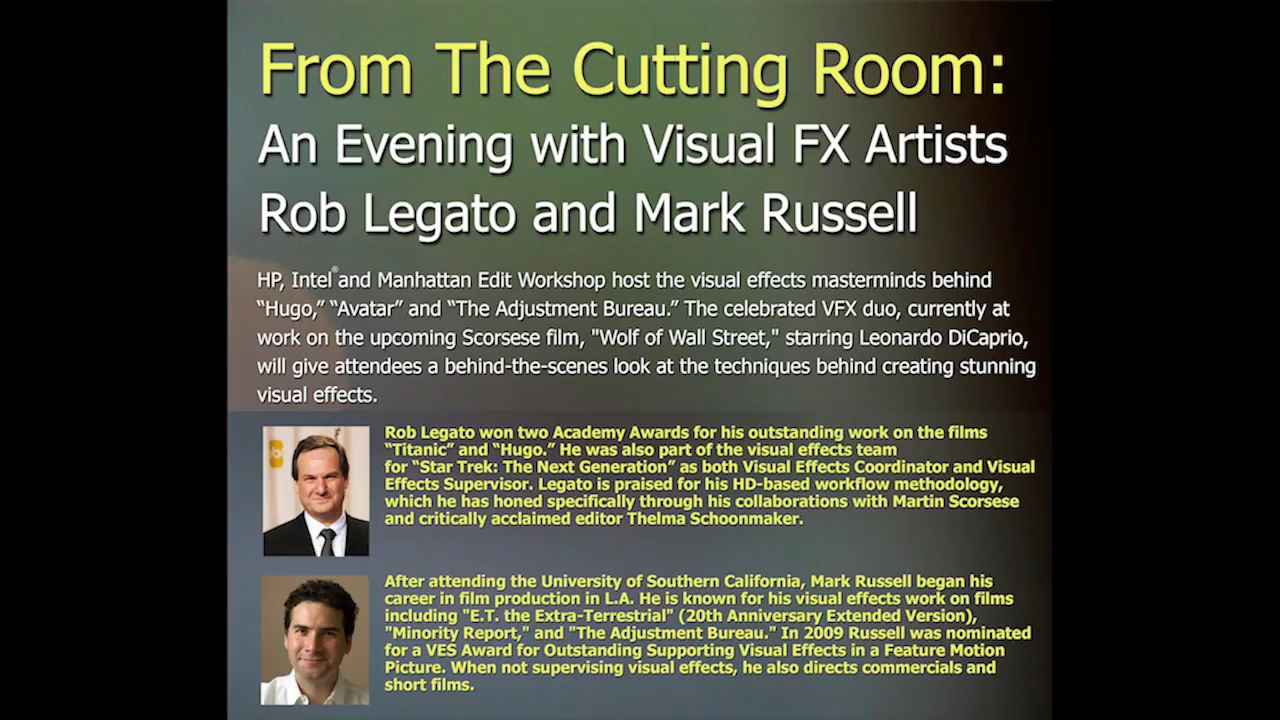 From The Cutting Room:
An Evening with Visual FX Artists
Rob Legato and Mark Russell
HP, Intel® and Manhattan Edit Workshop host the visual effects masterminds behind
“Hugo,” “Avatar” and “The Adjustment Bureau.” The celebrated VFX duo, currently at
work on the upcoming Scorsese film, "Wolf of Wall Street," starring Leonardo DiCaprio,
will give attendees a behind-the-scenes look at the techniques behind creating stunning
visual effects.
Rob Legato won two Academy Awards for his outstanding work on the films
“Titanic” and “Hugo.” He was also part of the visual effects team
for “Star Trek: The Next Generation” as both Visual Effects Coordinator and Visual
Effects Supervisor. Legato is praised for his HD-based workflow methodology,
which he has honed specifically through his collaborations with Martin Scorsese
and critically acclaimed editor Thelma Schoonmaker.
After attending the University of Southern California, Mark Russell began his
career in film production in L.A. He is known for his visual effects work on films
including "E.T. the Extra-Terrestrial" (20th Anniversary Extended Version),
"Minority Report," and "The Adjustment Bureau." In 2009 Russell was nominated
for a VES Award for Outstanding Supporting Visual Effects in a Feature Motion
Picture. When not supervising visual effects, he also directs commercials and
short films.